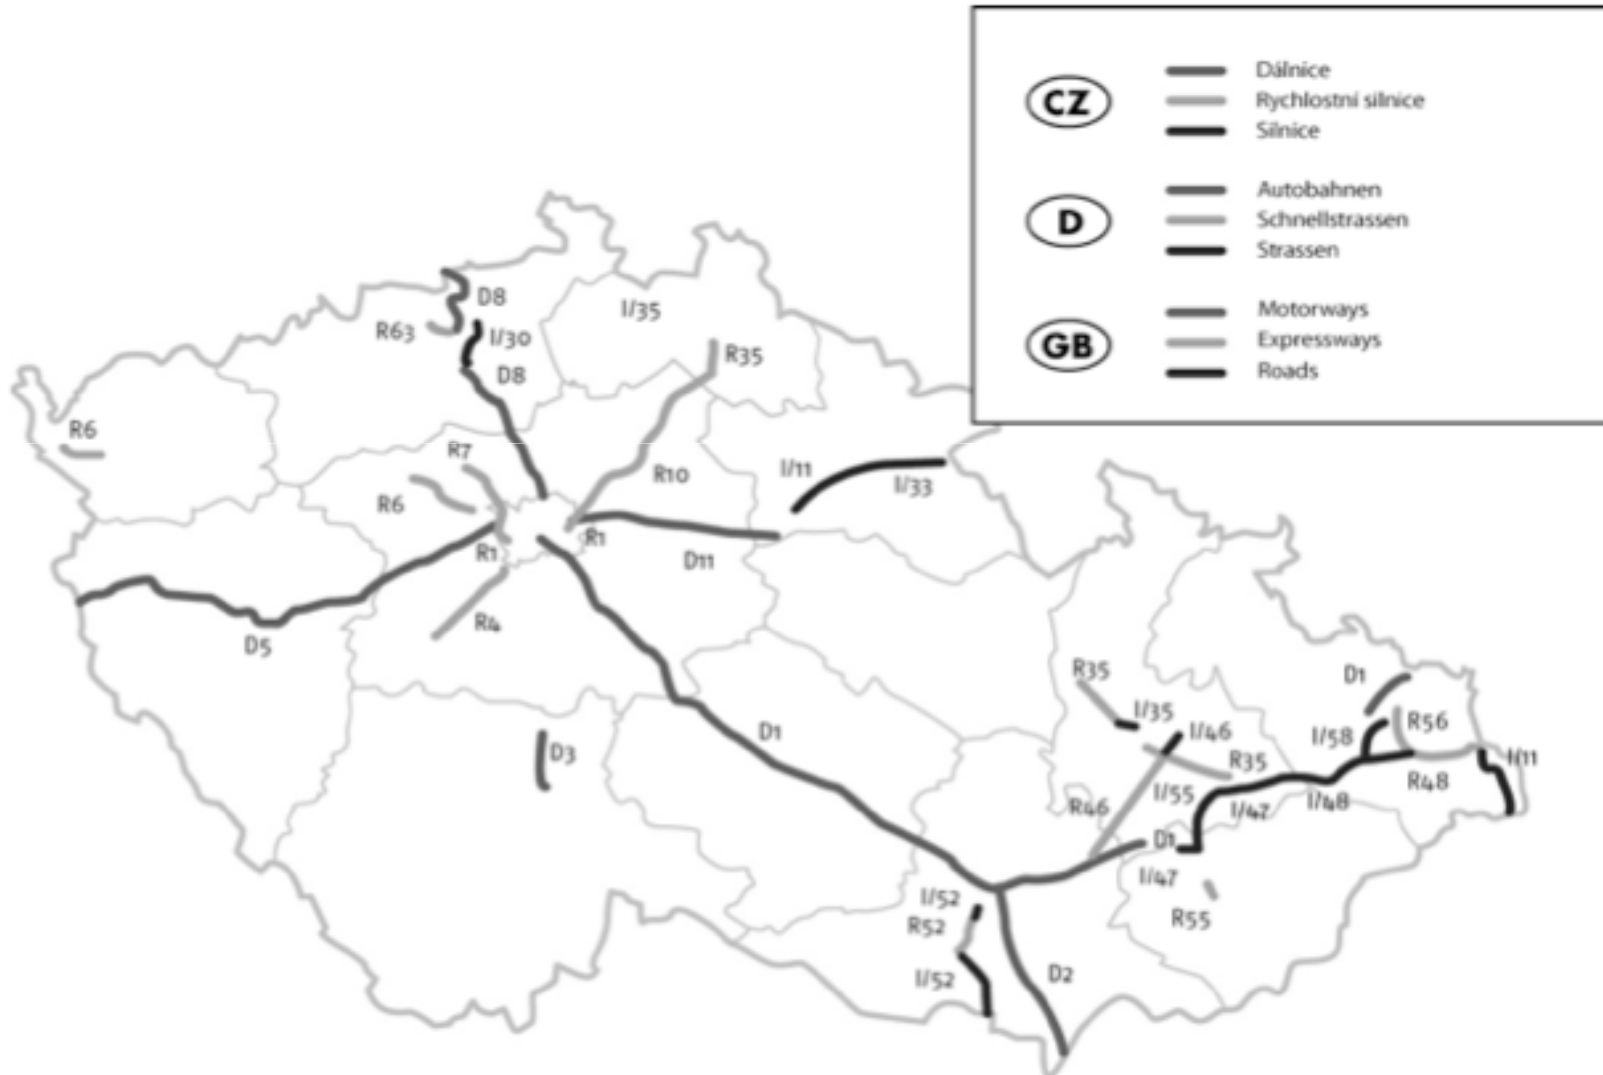 CZ
Dálnice
Rychlostní silnice
Silnice
D
Autobahnen
Schnellstrassen
Strassen
GB
Motorways
Expressways
Roads
D8
I/35
R63
I/30
R35
D8
R6
R7
I/11
R10
I/33
R6
R1
R1
D11
R4
D5
R35
D1
I/35
R56
D1
I/46
I/58
D3
R35
I/11
R48
I/55
R46
I/47
I/48
D1
I/47
I/52
R55
R52
I/52
D2